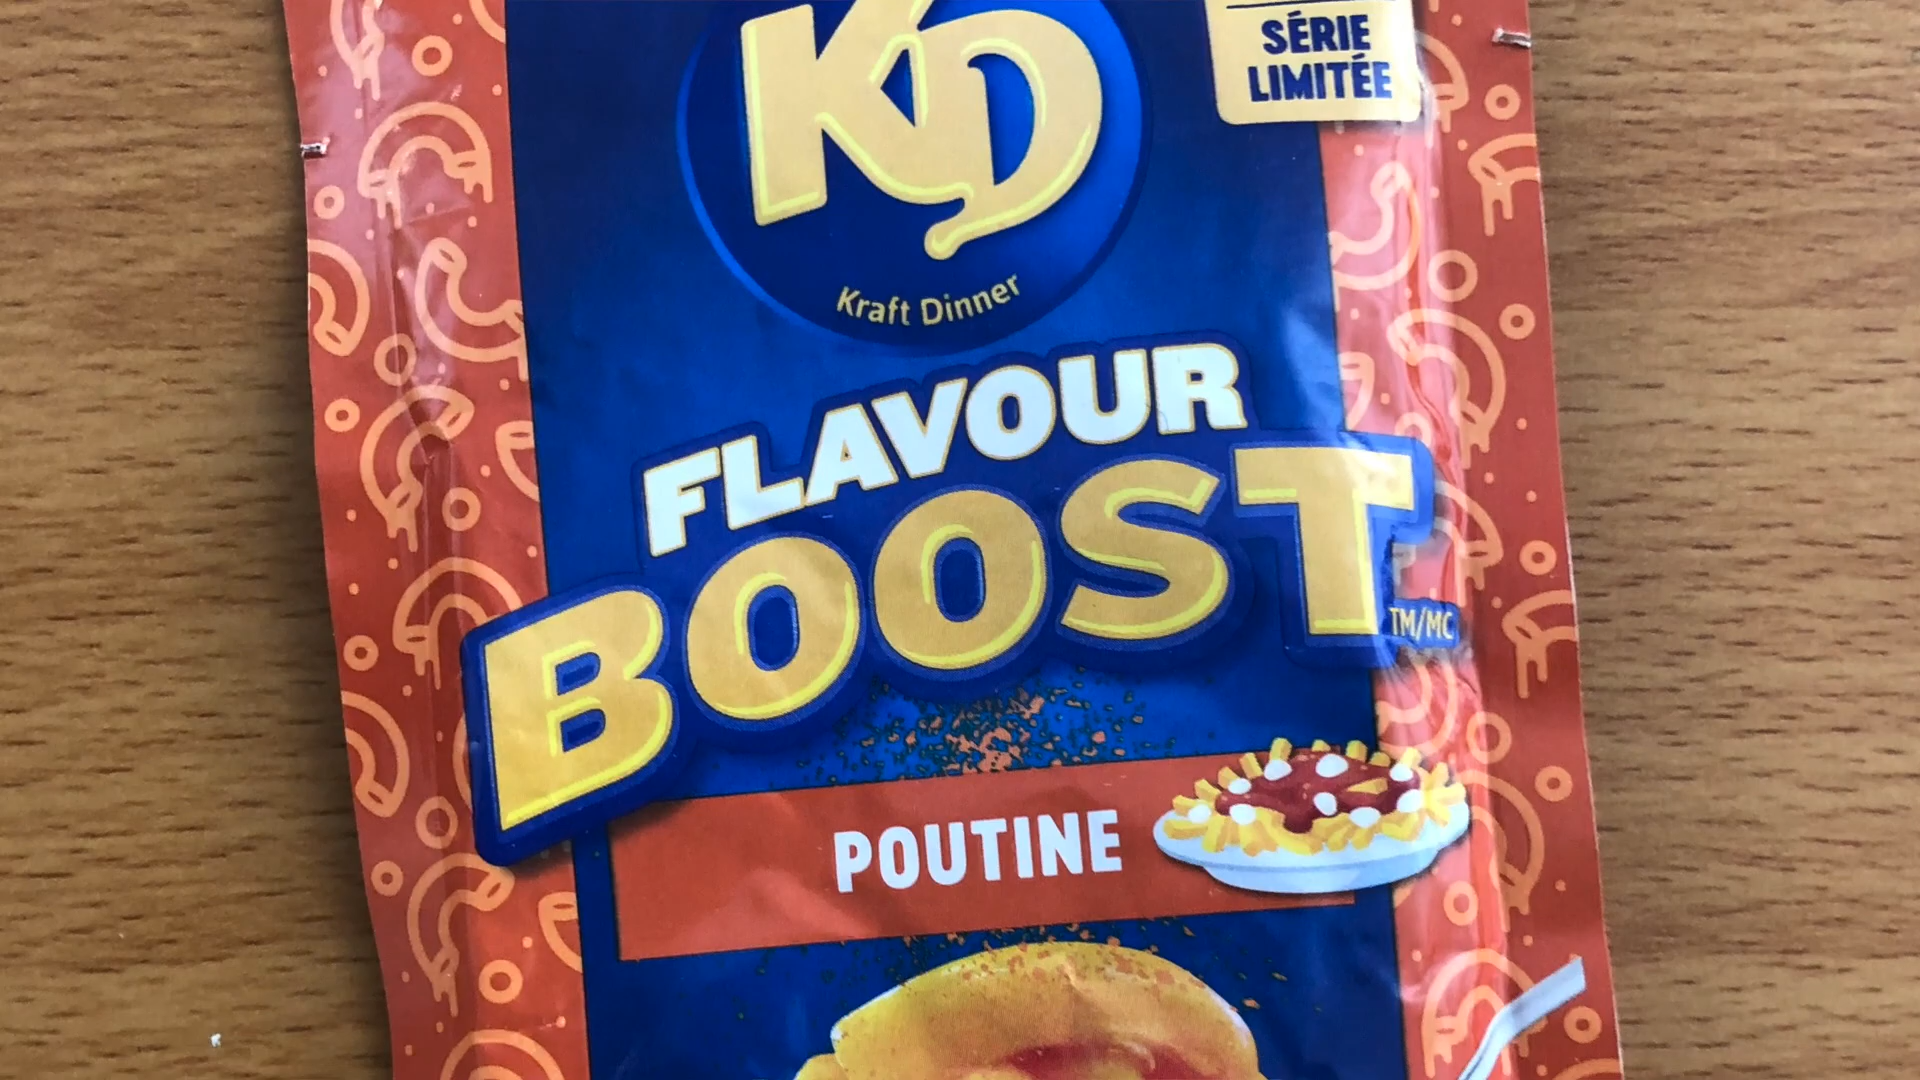 KD
Kraft Dinner
SÉRIE
LIMITÉE
FLAVOUR
BOOST
TM/MC
POUTINE